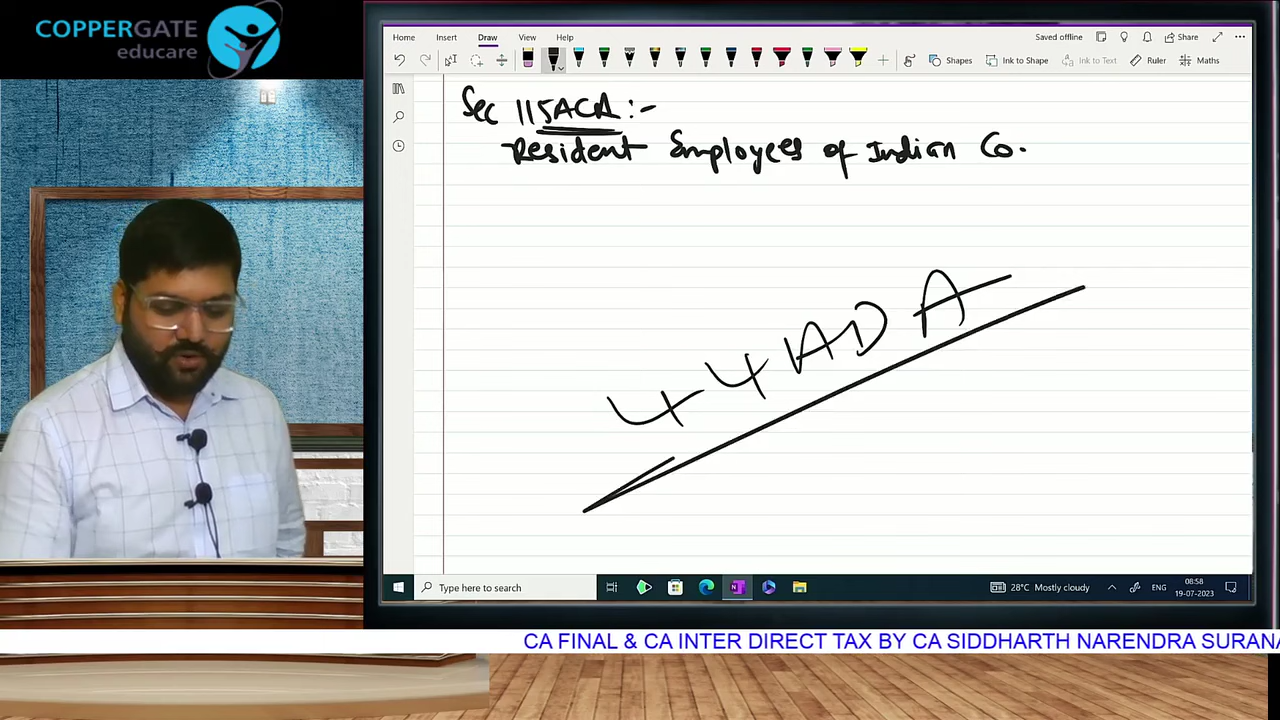 COPPERGATE
educare
Home Insert Draw View Help
Saved offline
Share
Shapes
Ink to Shape
Ink to Text
Ruler
Maths
Sec 115ACA:-
Resident Employees of Indian Co.
44ADA
Type here to search
28°C Mostly cloudy
ENG
08:58
19-07-2023
CA FINAL & CA INTER DIRECT TAX BY CA SIDDHARTH NARENDRA SURANA